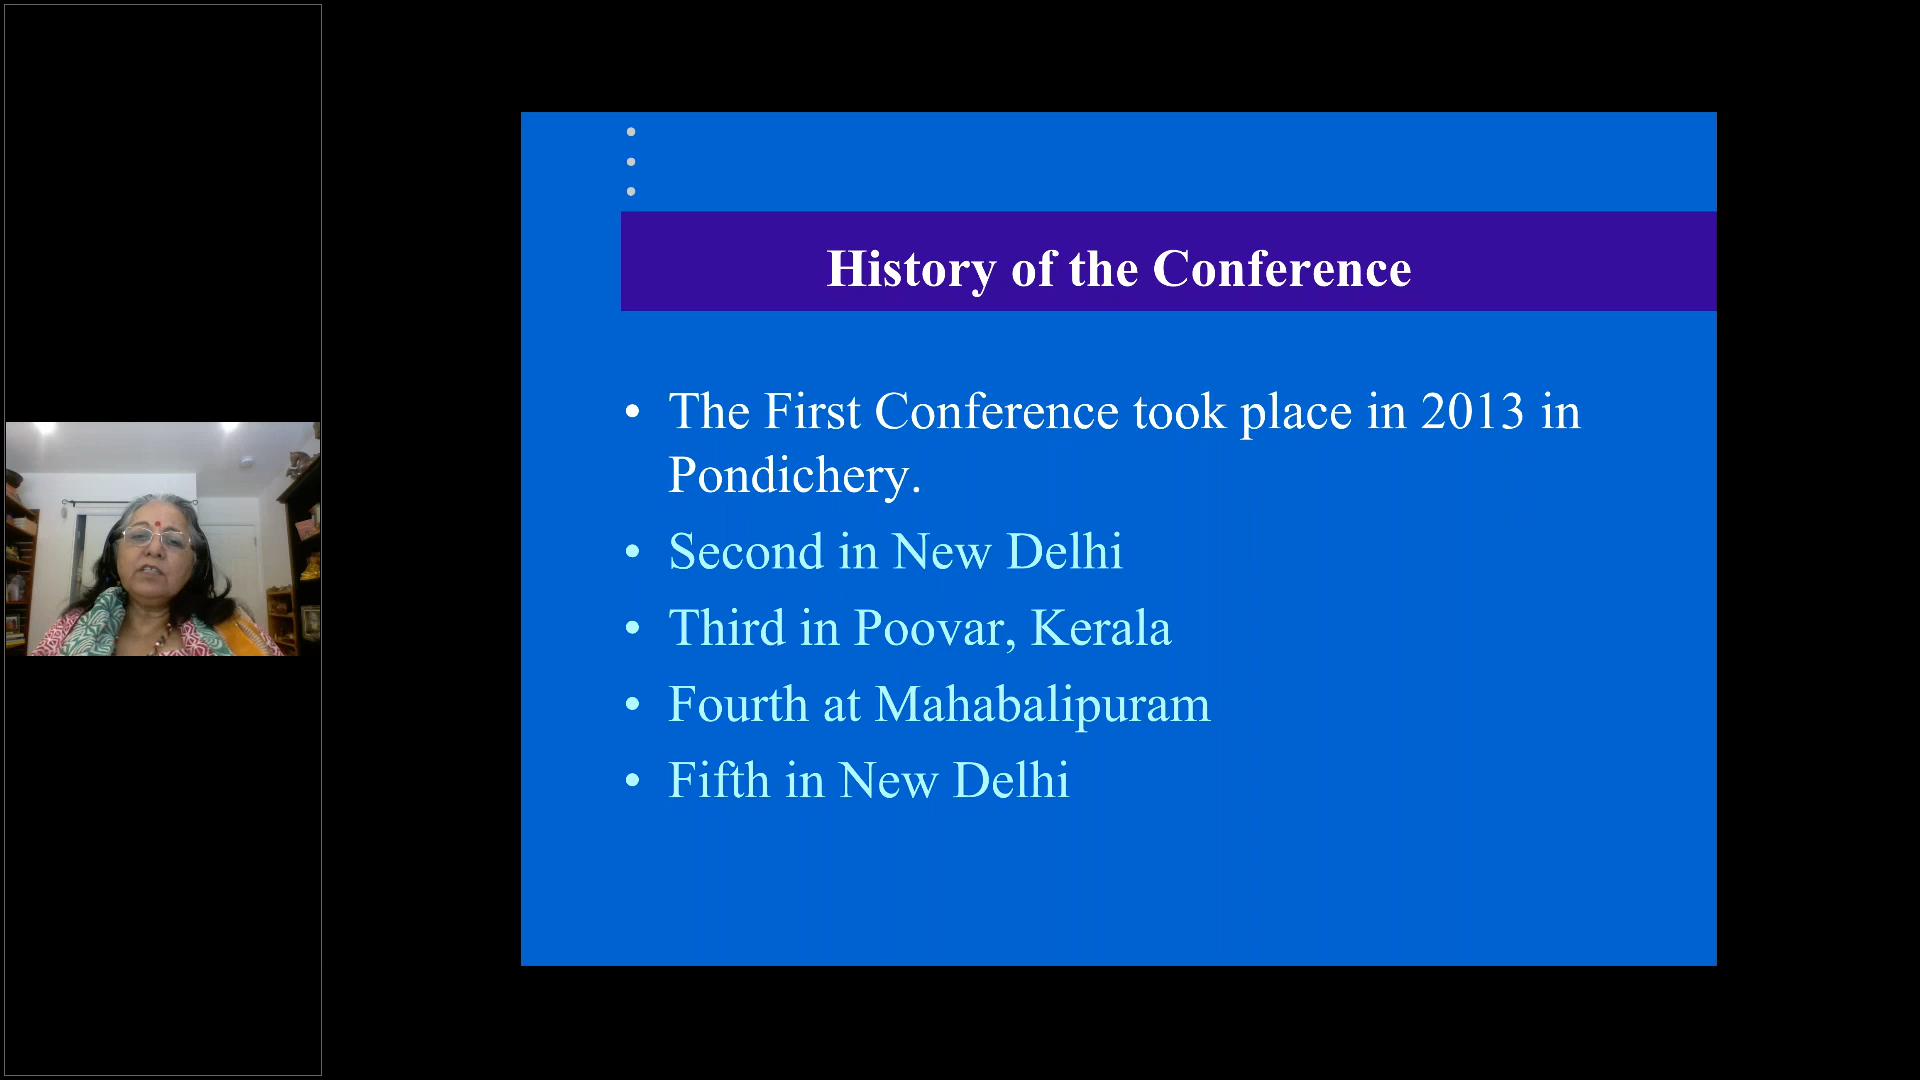 History of the Conference
• The First Conference took place in 2013 in
Pondichery.
• Second in New Delhi
• Third in Poovar, Kerala
• Fourth at Mahabalipuram
• Fifth in New Delhi